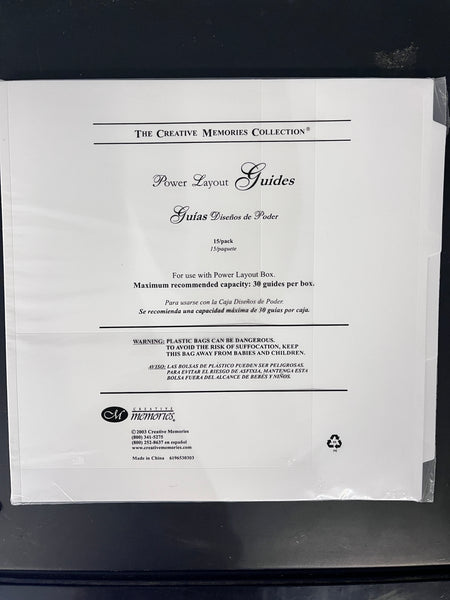 THE CREATIVE MEMORIES COLLECTION®
Power Layout Guides
Guías Diseños de Poder
15/pack
15/paquete
For use with Power Layout Box.
Maximum recommended capacity: 30 guides per box.
Para usarse con la Caja Diseños de Poder.
Se recomienda una capacidad máxima de 30 guías por caja.
WARNING: PLASTIC BAGS CAN BE DANGEROUS.
TO AVOID THE RISK OF SUFFOCATION, KEEP
THIS BAG AWAY FROM BABIES AND CHILDREN.
AVISO: LAS BOLSAS DE PLÁSTICO PUEDEN SER PELIGROSAS.
PARA EVITAR EL RIESGO DE ASFIXIA, MANTENGA ESTA
BOLSA FUERA DEL ALCANCE DE BEBÉS Y NIÑOS.
M CREATIVE
memories®
©2003 Creative Memories
(800) 341-5275
(800) 252-8637 en español
www.creativememories.com
Made in China 6196530303